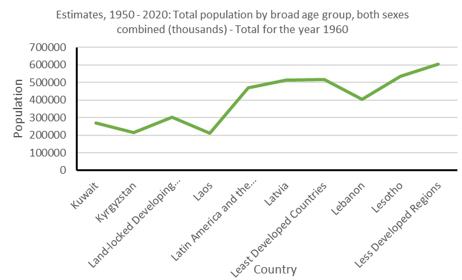 Estimates, 1950 - 2020: Total population by broad age group, both sexes
combined (thousands) - Total for the year 1960
700000
600000
500000
400000
300000
200000
100000
0
Population
Kuwait
Kyrgyzstan
Land-locked Developing...
Laos
Latin America and the...
Latvia
Least Developed Countries
Lebanon
Lesotho
Less Developed Regions
Country